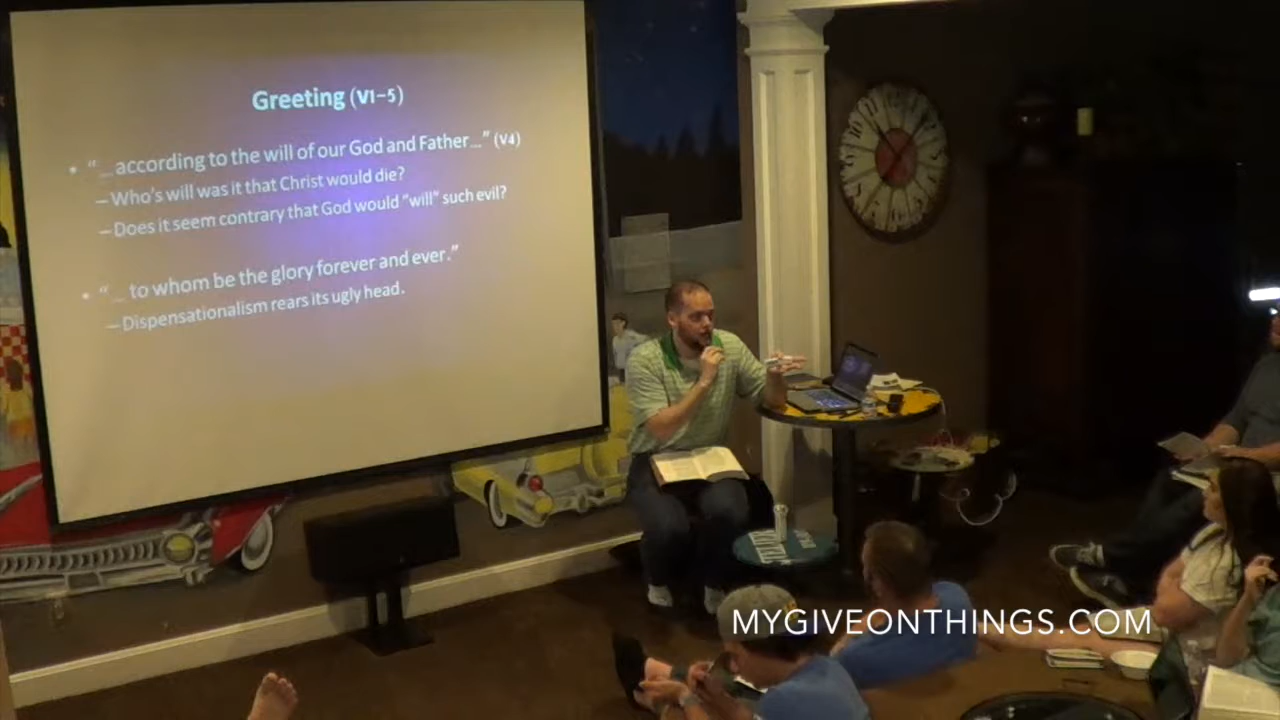 Greeting (V1–5)
• “…according to the will of our God and Father…” (V4)
–Who's will was it that Christ would die?
–Does it seem contrary that God would “will” such evil?
• “… to whom be the glory forever and ever.”
–Dispensationalism rears its ugly head.
MYGIVEONTHINGS.COM